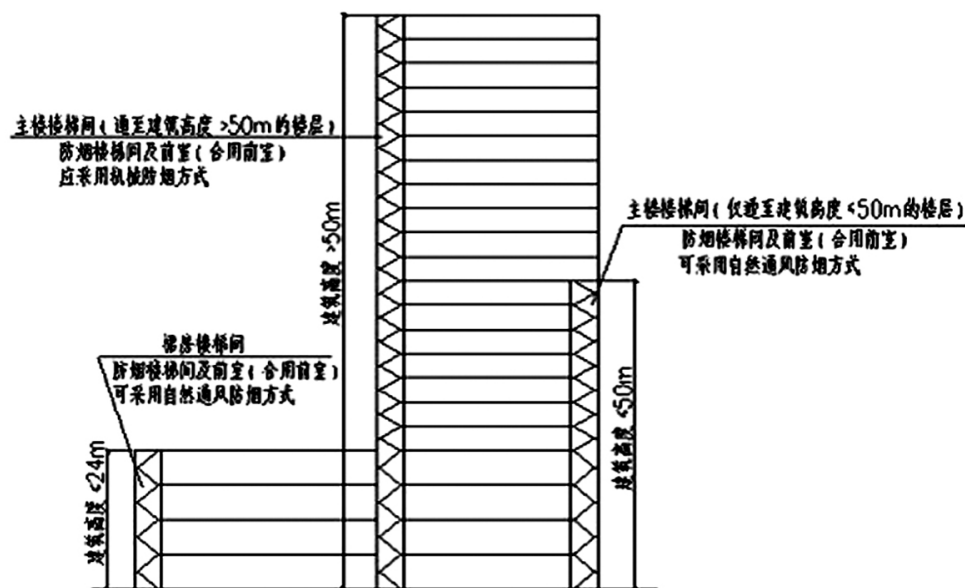 主楼楼梯间（通至建筑高度 >50m的楼层）
防烟楼梯间及前室（合用前室）
应采用机械防烟方式
建筑高度 >50m
主楼楼梯间（仅通至建筑高度 <50m的楼层）
防烟楼梯间及前室（合用前室）
可采用自然通风防烟方式
裙房楼梯间
防烟楼梯间及前室（合用前室）
可采用自然通风防烟方式
建筑高度 <24m
建筑高度 <50m